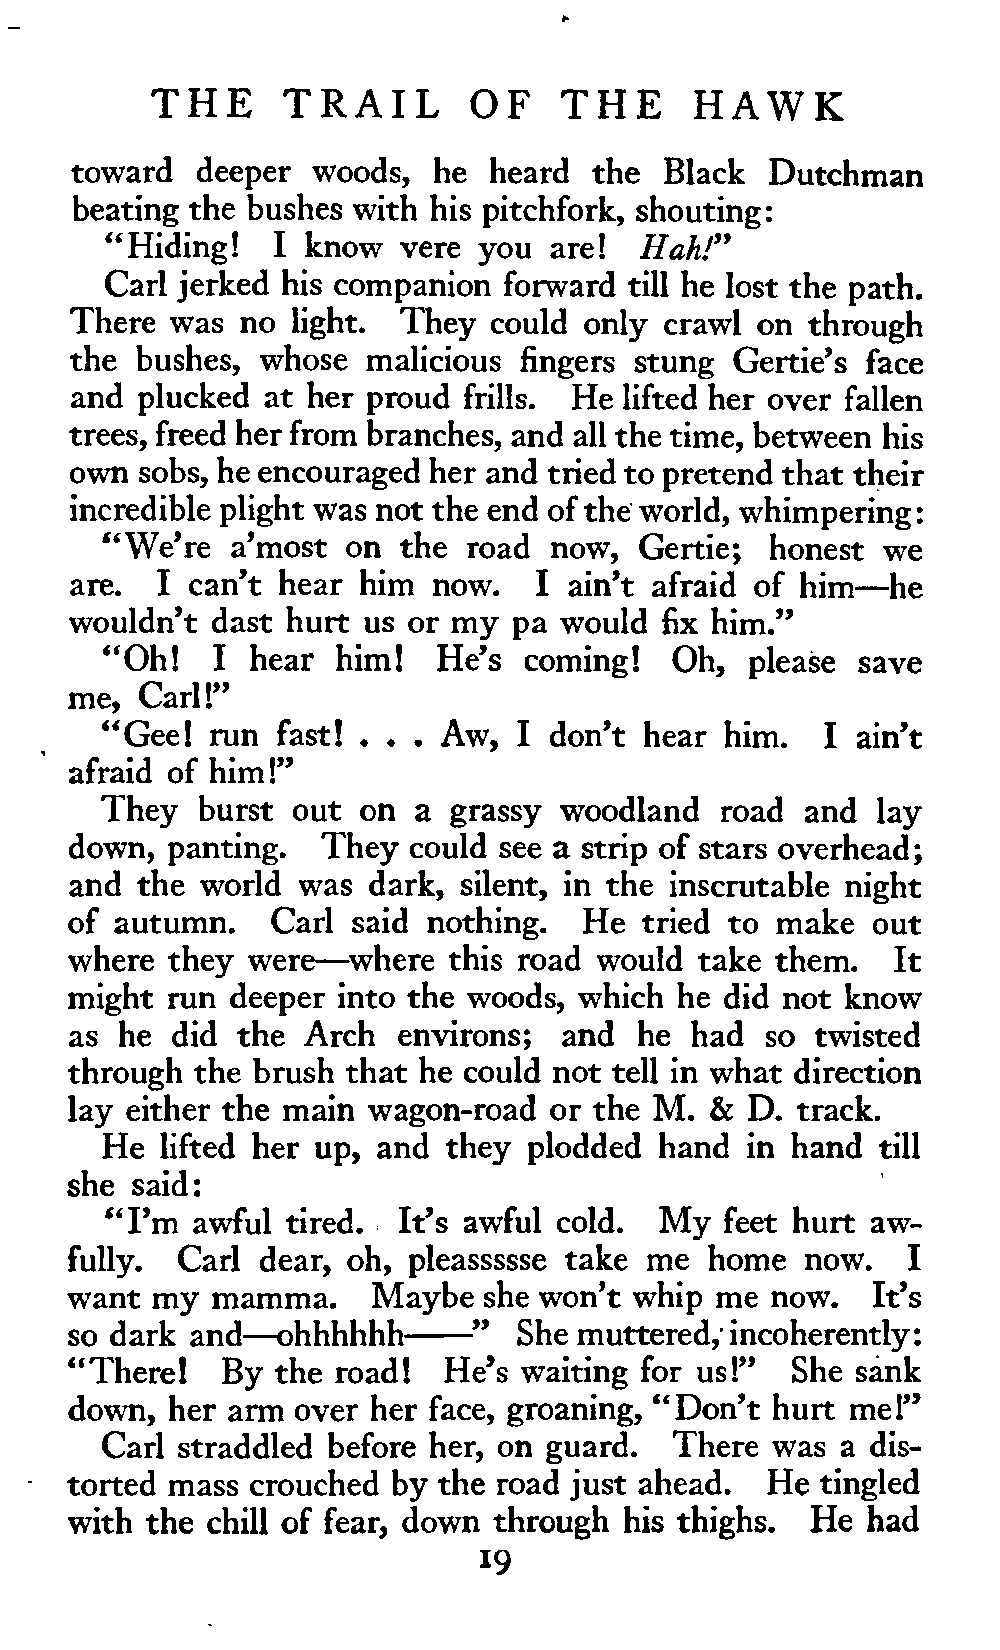 THE TRAIL OF THE HAWK
toward deeper woods, he heard the Black Dutchman
beating the bushes with his pitchfork, shouting:
"Hiding! I know vere you are! Hah!"
Carl jerked his companion forward till he lost the path.
There was no light. They could only crawl on through
the bushes, whose malicious fingers stung Gertie's face
and plucked at her proud frills. He lifted her over fallen
trees, freed her from branches, and all the time, between his
own sobs, he encouraged her and tried to pretend that their
incredible plight was not the end of the world, whimpering:
"We're a'most on the road now, Gertie; honest we
are. I can't hear him now. I ain't afraid of him—he
wouldn't dast hurt us or my pa would fix him."
"Oh! I hear him! He's coming! Oh, please save
me, Carl!"
"Gee! run fast! . . . Aw, I don't hear him. I ain't
afraid of him!"
They burst out on a grassy woodland road and lay
down, panting. They could see a strip of stars overhead;
and the world was dark, silent, in the inscrutable night
of autumn. Carl said nothing. He tried to make out
where they were—where this road would take them. It
might run deeper into the woods, which he did not know
as he did the Arch environs; and he had so twisted
through the brush that he could not tell in what direction
lay either the main wagon-road or the M. & D. track.
He lifted her up, and they plodded hand in hand till
she said:
"I'm awful tired. It's awful cold. My feet hurt aw-
fully. Carl dear, oh, pleassssse take me home now. I
want my mamma. Maybe she won't whip me now. It's
so dark and—ohhhhhh——" She muttered, incoherently:
"There! By the road! He's waiting for us!" She sank
down, her arm over her face, groaning, "Don't hurt me!"
Carl straddled before her, on guard. There was a dis-
torted mass crouched by the road just ahead. He tingled
with the chill of fear, down through his thighs. He had
19